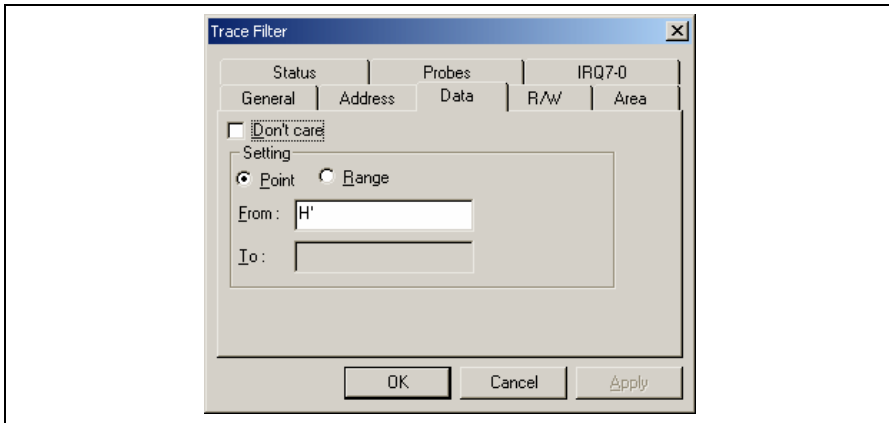 Trace Filter
Status Probes IRQ7-0
General Address Data R/W Area
Don't care
Setting
Point Range
From : H'
To :
OK Cancel Apply